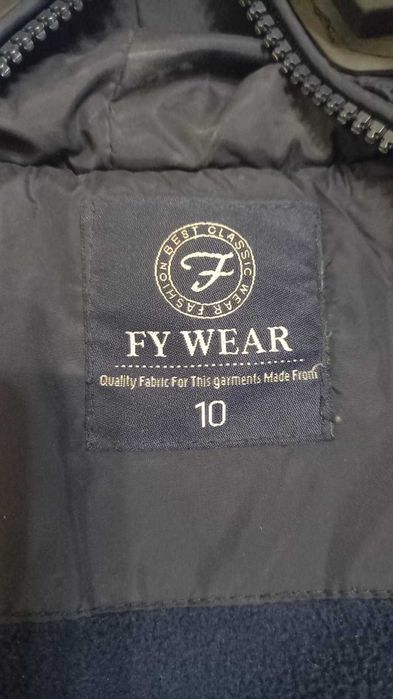 BEST CLASSIC WEAR FASHION
F
FY WEAR
Quality Fabric For This garments Made From
10